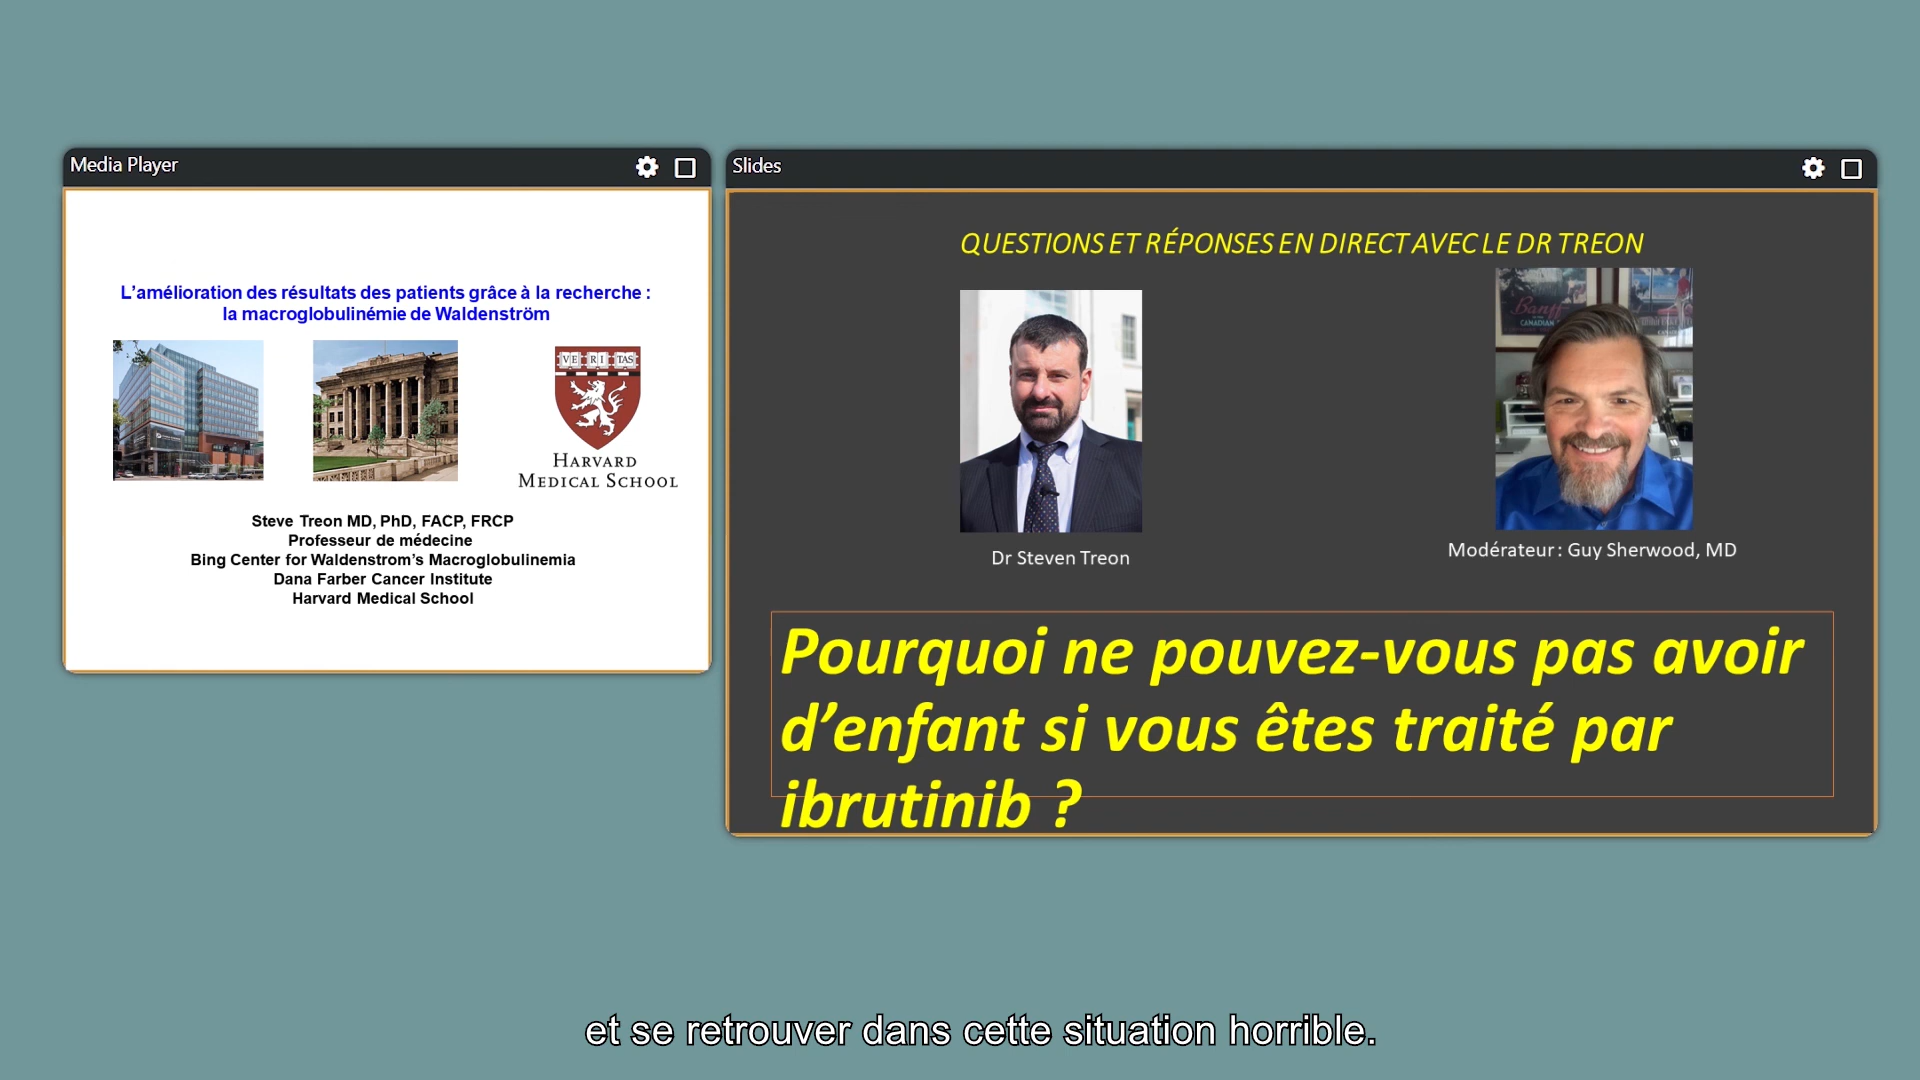 Media Player
L’amélioration des résultats des patients grâce à la recherche :
la macroglobulinémie de Waldenström
VE RI TAS
HARVARD
MEDICAL SCHOOL
Steve Treon MD, PhD, FACP, FRCP
Professeur de médecine
Bing Center for Waldenstrom’s Macroglobulinemia
Dana Farber Cancer Institute
Harvard Medical School
Slides
QUESTIONS ET RÉPONSES EN DIRECT AVEC LE DR TREON
Banff
CANADIAN
Dr Steven Treon
Modérateur : Guy Sherwood, MD
Pourquoi ne pouvez-vous pas avoir
d’enfant si vous êtes traité par
ibrutinib ?
et se retrouver dans cette situation horrible.